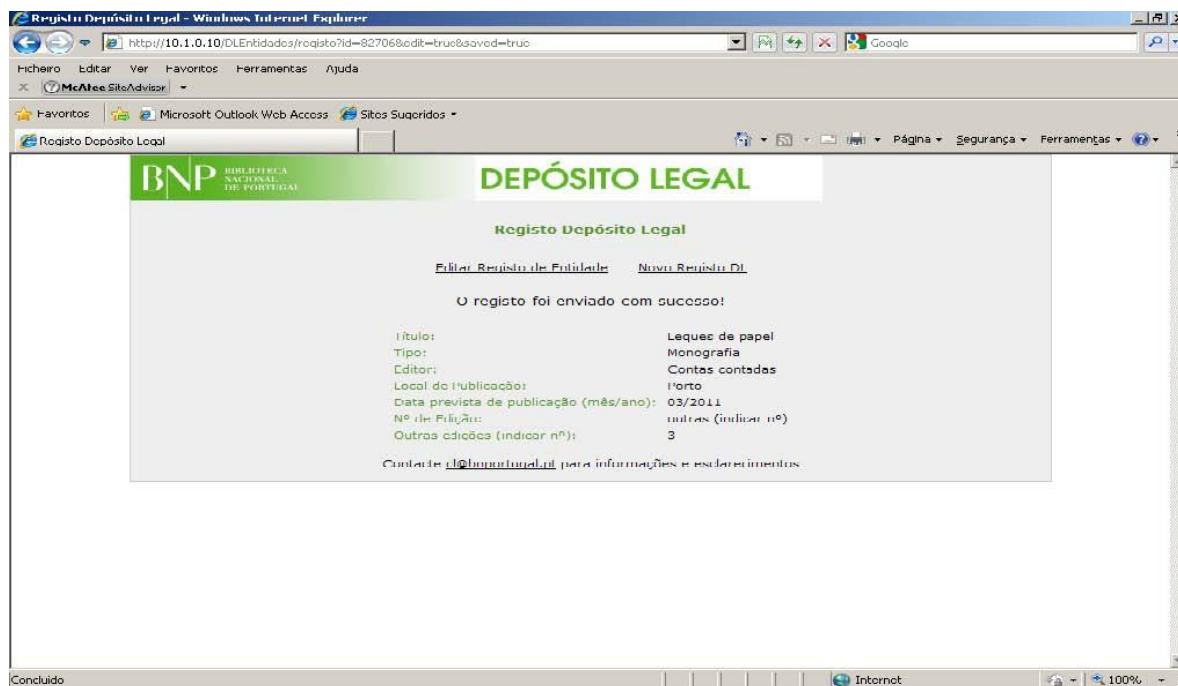 Registo Depósito Legal - Windows Internet Explorer
http://10.1.0.10/DLEntidades/registo?id=82706&edit=true&saved=true
Google
Ficheiro Editar Ver Favoritos Ferramentas Ajuda
McAfee SiteAdvisor
Favoritos Microsoft Outlook Web Access Sites Sugeridos
Registo Depósito Legal Página Segurança Ferramentas
BNP BIBLIOTECA NACIONAL DE PORTUGAL
DEPÓSITO LEGAL
Registo Depósito Legal
Editar Registo de Entidade Novo Registo DL
O registo foi enviado com sucesso!
Título: Leques de papel
Tipo: Monografia
Editor: Contas contadas
Local de Publicação: Porto
Data prevista de publicação (mês/ano): 03/2011
Nº de Edição: outras (indicar nº)
Outras edições (indicar nº): 3
Contacte dl@bnportugal.pt para informações e esclarecimentos
Concluído Internet 100%